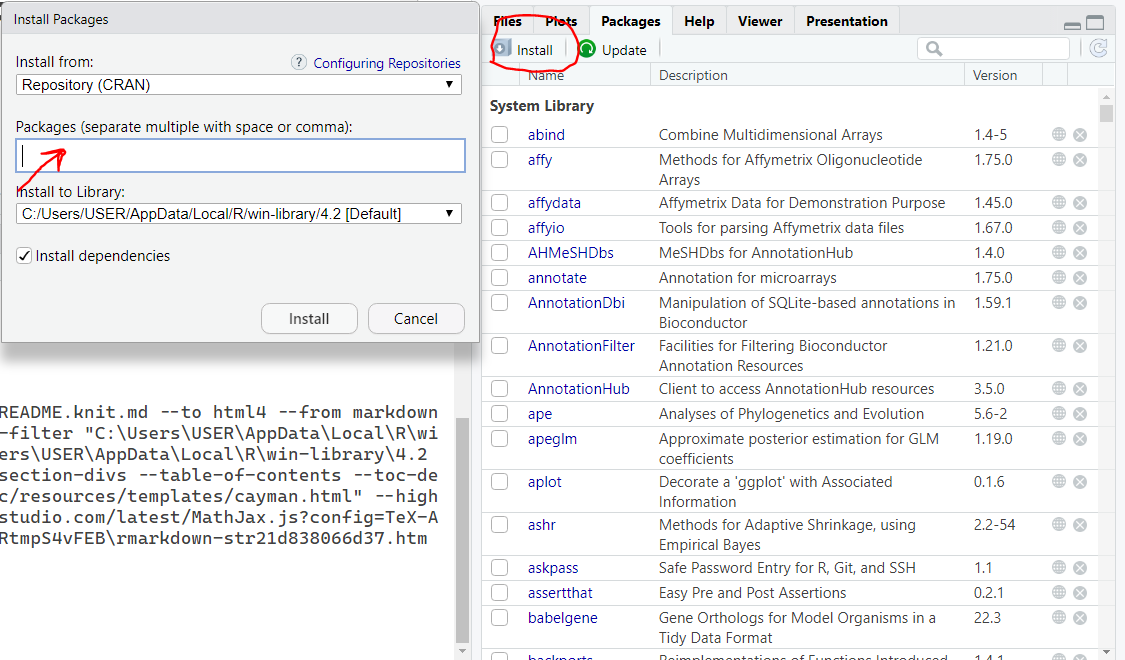 Install Packages
Install from:
? Configuring Repositories
Repository (CRAN)
Packages (separate multiple with space or comma):
Install to Library:
C:/Users/USER/AppData/Local/R/win-library/4.2 [Default]
Install dependencies
Install
Cancel
README.knit.md --to html4 --from markdown
-filter "C:\Users\USER\AppData\Local\R\wi
ers\USER\AppData\Local\R\win-library\4.2
section-divs --table-of-contents --toc-de
c/resources/templates/cayman.html" --high
studio.com/latest/MathJax.js?config=TeX-A
RtmpS4vFEB\rmarkdown-str21d838066d37.htm
Files Plots Packages Help Viewer Presentation
Install Update
Name Description Version
System Library
abind Combine Multidimensional Arrays 1.4-5
affy Methods for Affymetrix Oligonucleotide 1.75.0
Arrays
affydata Affymetrix Data for Demonstration Purpose 1.45.0
affyio Tools for parsing Affymetrix data files 1.67.0
AHMeSHDbs MeSHDbs for AnnotationHub 1.4.0
annotate Annotation for microarrays 1.75.0
AnnotationDbi Manipulation of SQLite-based annotations in 1.59.1
Bioconductor
AnnotationFilter Facilities for Filtering Bioconductor 1.21.0
Annotation Resources
AnnotationHub Client to access AnnotationHub resources 3.5.0
ape Analyses of Phylogenetics and Evolution 5.6-2
apeglm Approximate posterior estimation for GLM 1.19.0
coefficients
aplot Decorate a 'ggplot' with Associated 0.1.6
Information
ashr Methods for Adaptive Shrinkage, using 2.2-54
Empirical Bayes
askpass Safe Password Entry for R, Git, and SSH 1.1
assertthat Easy Pre and Post Assertions 0.2.1
babelgene Gene Orthologs for Model Organisms in a 22.3
Tidy Data Format
backports Reimplementations of Functions Introduced 1.4.1